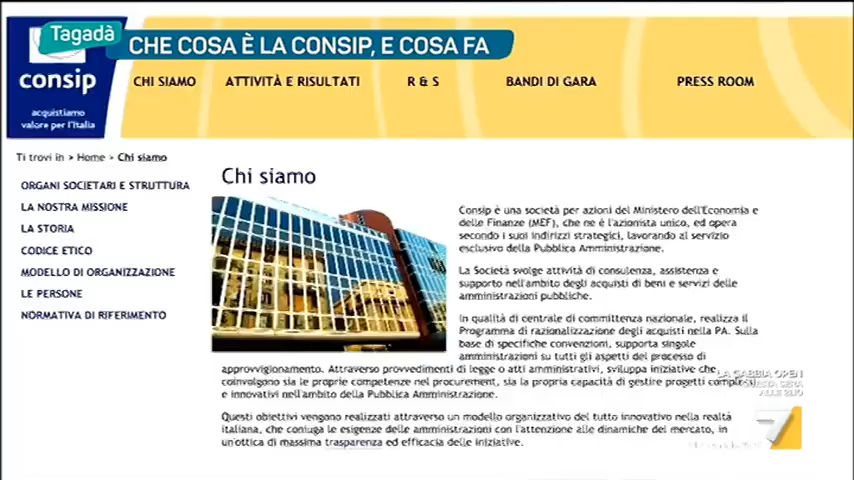 Tagadà
CHE COSA È LA CONSIP, E COSA FA
consip
acquistiamo
valore per l'Italia
CHI SIAMO ATTIVITÀ E RISULTATI R & S BANDI DI GARA PRESS ROOM
Ti trovi in > Home > Chi siamo
ORGANI SOCIETARI E STRUTTURA
LA NOSTRA MISSIONE
LA STORIA
CODICE ETICO
MODELLO DI ORGANIZZAZIONE
LE PERSONE
NORMATIVA DI RIFERIMENTO
Chi siamo
Consip è una società per azioni del Ministero dell'Economia e
delle Finanze (MEF), che ne è l'azionista unico, ed opera
secondo i suoi indirizzi strategici, lavorando al servizio
esclusivo della Pubblica Amministrazione.
La Società svolge attività di consulenza, assistenza e
supporto nell'ambito degli acquisti di beni e servizi delle
amministrazioni pubbliche.
In qualità di centrale di committenza nazionale, realizza il
Programma di razionalizzazione degli acquisti nella PA. Sulla
base di specifiche convenzioni, supporta singole
amministrazioni su tutti gli aspetti del processo di
approvvigionamento. Attraverso provvedimenti di legge o atti amministrativi, sviluppa iniziative che
coinvolgono sia le proprie competenze nel procurement, sia la propria capacità di gestire progetti complessi
e innovativi nell'ambito della Pubblica Amministrazione.
Questi obiettivi vengono realizzati attraverso un modello organizzativo del tutto innovativo nella realtà
italiana, che coniuga le esigenze delle amministrazioni con l'attenzione alle dinamiche del mercato, in
un'ottica di massima trasparenza ed efficacia delle iniziative.
LA GABBIA OPEN
QUESTA SERA
ALLE 21,10
7